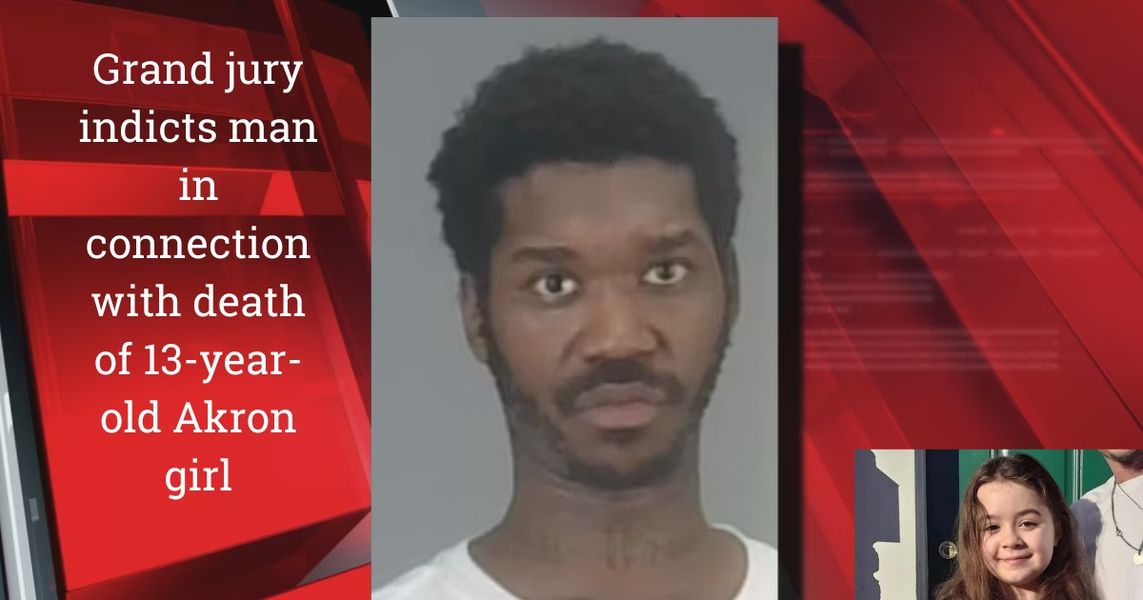 Grand jury
indicts man
in
connection
with death
of 13-year-
old Akron
girl